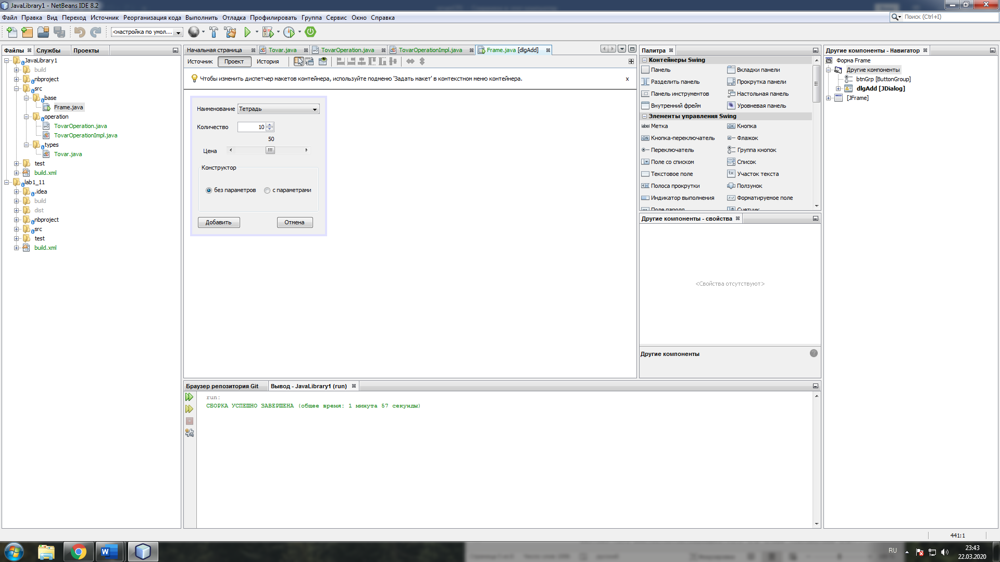 JavaLibrary1 - NetBeans IDE 8.2
Файл Правка Вид Переход Источник Реорганизация кода Выполнить Отладка Профилировать Группа Сервис Окно Справка
Поиск (Ctrl+I)
<настройка по умол...
Файлы Службы Проекты
JavaLibrary1
build
nbproject
src
base
Frame.java
operation
TovarOperation.java
TovarOperationImpl.java
types
Tovar.java
test
build.xml
lab1_11
.idea
build
dist
nbproject
src
test
build.xml
Начальная страница Tovar.java TovarOperation.java TovarOperationImpl.java Frame.java [dlgAdd]
Источник Проект История
Чтобы изменить диспетчер макетов контейнера, используйте подменю 'Задать макет' в контекстном меню контейнера. x
Наименование Тетрадь
Количество 10
50
Цена
Конструктор
без параметров с параметрами
Добавить Отмена
Палитра
Контейнеры Swing
Панель Вкладки панели
Разделить панель Прокрутка панели
Панель инструментов Настольная панель
Внутренний фрейм Уровневая панель
Элементы управления Swing
label Метка OK Кнопка
ON Кнопка-переключатель Флажок
Переключатель Группа кнопок
Поле со списком Список
Текстовое поле Участок текста
Полоса прокрутки Ползунок
Индикатор выполнения Форматируемое поле
Поле пароля Счетчик
Другие компоненты - свойства
<Свойства отсутствуют>
Другие компоненты
Другие компоненты - Навигатор
Форма Frame
Другие компоненты
btnGrp [ButtonGroup]
dlgAdd [JDialog]
[JFrame]
Браузер репозитория Git Вывод - JavaLibrary1 (run)
run:
СБОРКА УСПЕШНО ЗАВЕРШЕНА (общее время: 1 минута 57 секунды)
441:1
RU
23:43
22.03.2020